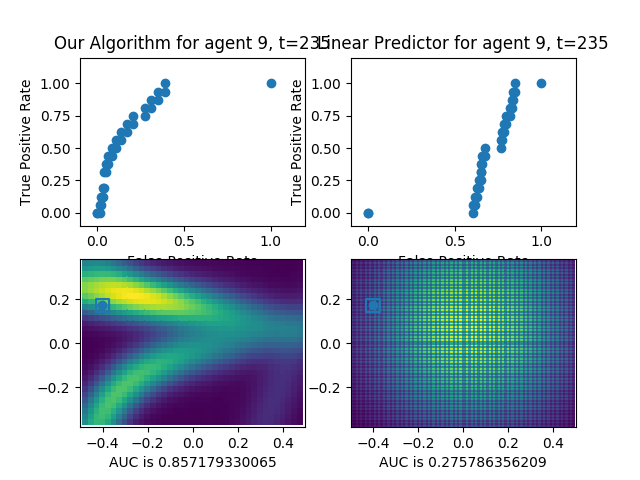 Our Algorithm for agent 9, t=235
Linear Predictor for agent 9, t=235
True Positive Rate
1.00
0.75
0.50
0.25
0.00
0.0 0.5 1.0
False Positive Rate
True Positive Rate
1.00
0.75
0.50
0.25
0.00
0.0 0.5 1.0
False Positive Rate
0.2
0.0
−0.2
−0.4 −0.2 0.0 0.2 0.4
AUC is 0.857179330065
0.2
0.0
−0.2
−0.4 −0.2 0.0 0.2 0.4
AUC is 0.275786356209